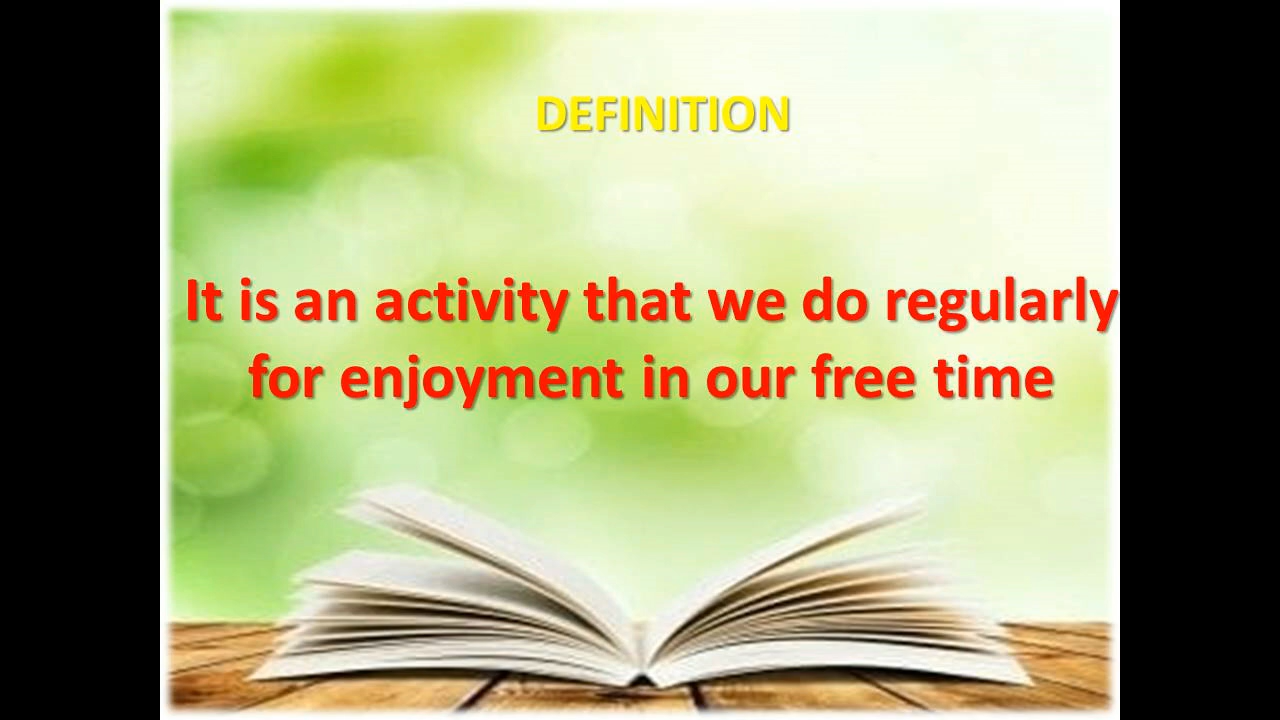 DEFINITION
It is an activity that we do regularly
for enjoyment in our free time